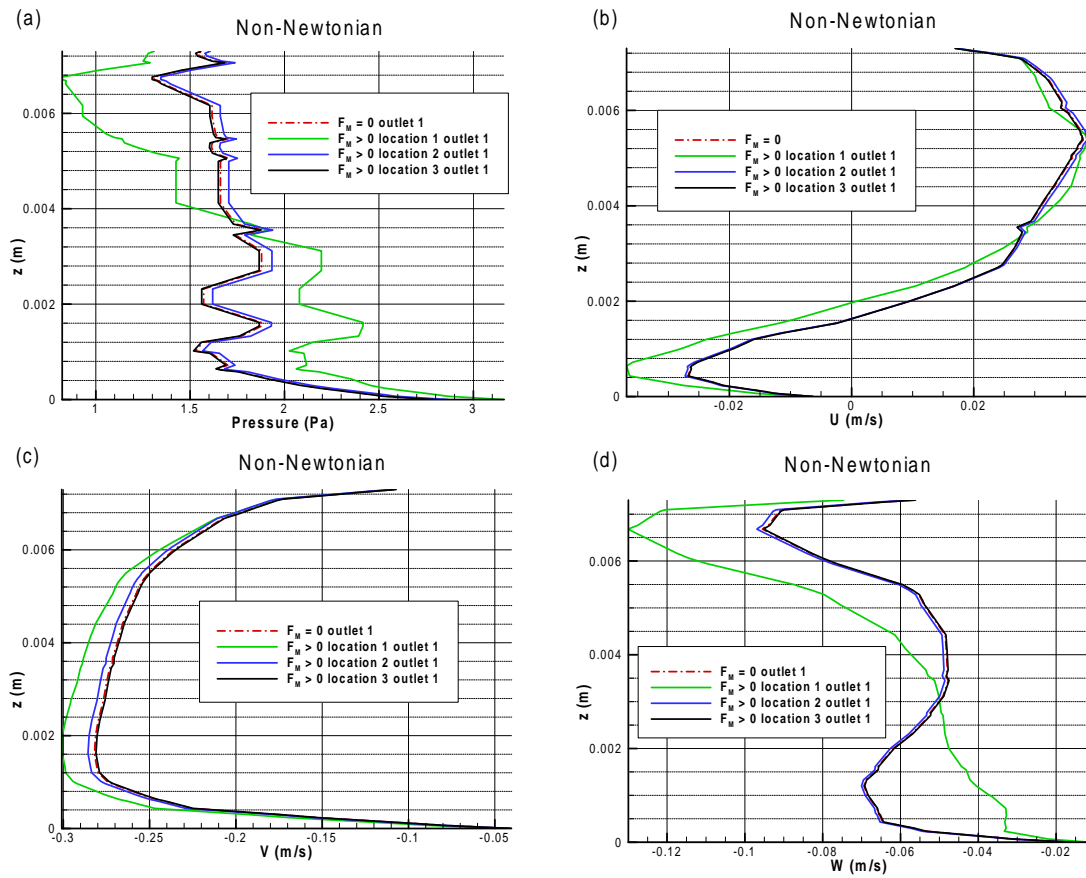 (a)
Non-Newtonian
F_M = 0 outlet 1
F_M > 0 location 1 outlet 1
F_M > 0 location 2 outlet 1
F_M > 0 location 3 outlet 1
z (m)
0.006
0.004
0.002
0
1 1.5 2 2.5 3
Pressure (Pa)
(b)
Non-Newtonian
F_M = 0
F_M > 0 location 1 outlet 1
F_M > 0 location 2 outlet 1
F_M > 0 location 3 outlet 1
z (m)
0.006
0.004
0.002
0
-0.02 0 0.02
U (m/s)
(c)
Non-Newtonian
F_M = 0 outlet 1
F_M > 0 location 1 outlet 1
F_M > 0 location 2 outlet 1
F_M > 0 location 3 outlet 1
z (m)
0.006
0.004
0.002
0
-0.3 -0.25 -0.2 -0.15 -0.1 -0.05
V (m/s)
(d)
Non-Newtonian
F_M = 0 outlet 1
F_M > 0 location 1 outlet 1
F_M > 0 location 2 outlet 1
F_M > 0 location 3 outlet 1
z (m)
0.006
0.004
0.002
0
-0.12 -0.1 -0.08 -0.06 -0.04 -0.02
W (m/s)